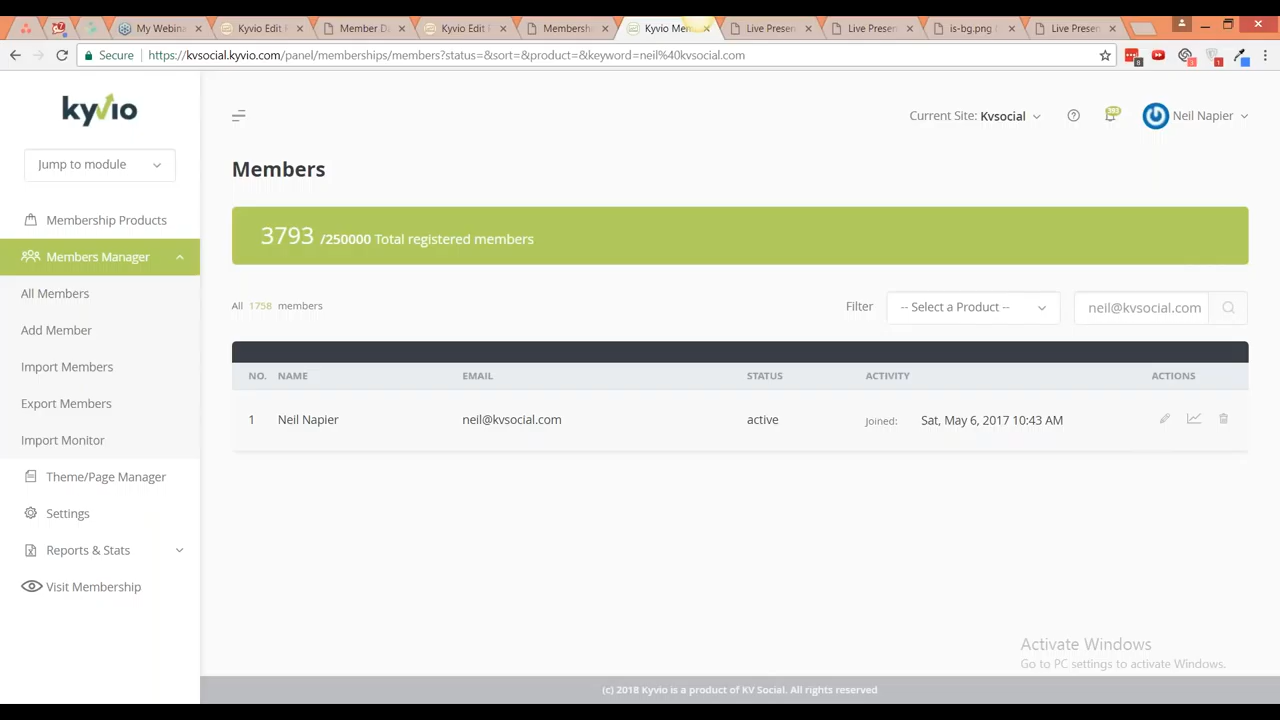 My Webinar
Kyvio Edit
Member D
Kyvio Edit
Membersh
Kyvio Mem
Live Presen
Live Presen
is-bg.png
Live Presen
Secure
https://kvsocial.kyvio.com/panel/memberships/members?status=&sort=&product=&keyword=neil%40kvsocial.com
kyvio
Current Site: Kvsocial
Neil Napier
Jump to module
Members
Membership Products
3793 /250000 Total registered members
Members Manager
All Members
All 1758 members
Filter
-- Select a Product --
neil@kvsocial.com
Add Member
Import Members
NO. NAME EMAIL STATUS ACTIVITY ACTIONS
Export Members
1 Neil Napier neil@kvsocial.com active Joined: Sat, May 6, 2017 10:43 AM
Import Monitor
Theme/Page Manager
Settings
Reports & Stats
Visit Membership
Activate Windows
Go to PC settings to activate Windows.
(c) 2018 Kyvio is a product of KV Social. All rights reserved